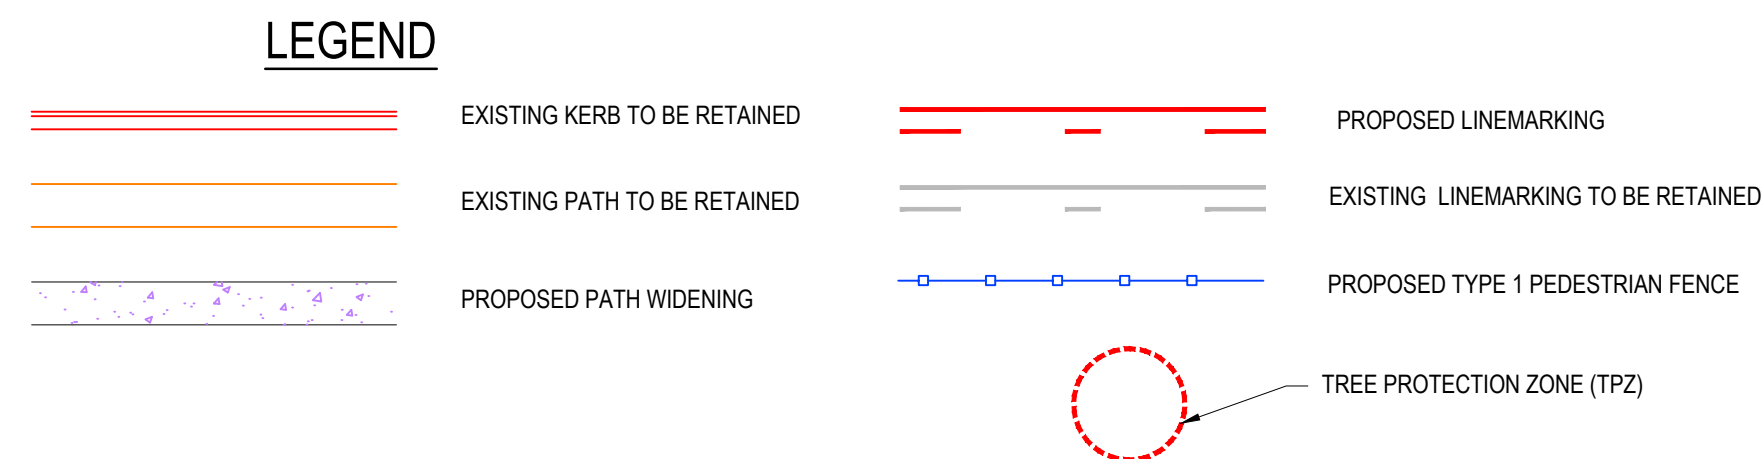 LEGEND
EXISTING KERB TO BE RETAINED
EXISTING PATH TO BE RETAINED
PROPOSED PATH WIDENING
PROPOSED LINEMARKING
EXISTING LINEMARKING TO BE RETAINED
PROPOSED TYPE 1 PEDESTRIAN FENCE
TREE PROTECTION ZONE (TPZ)